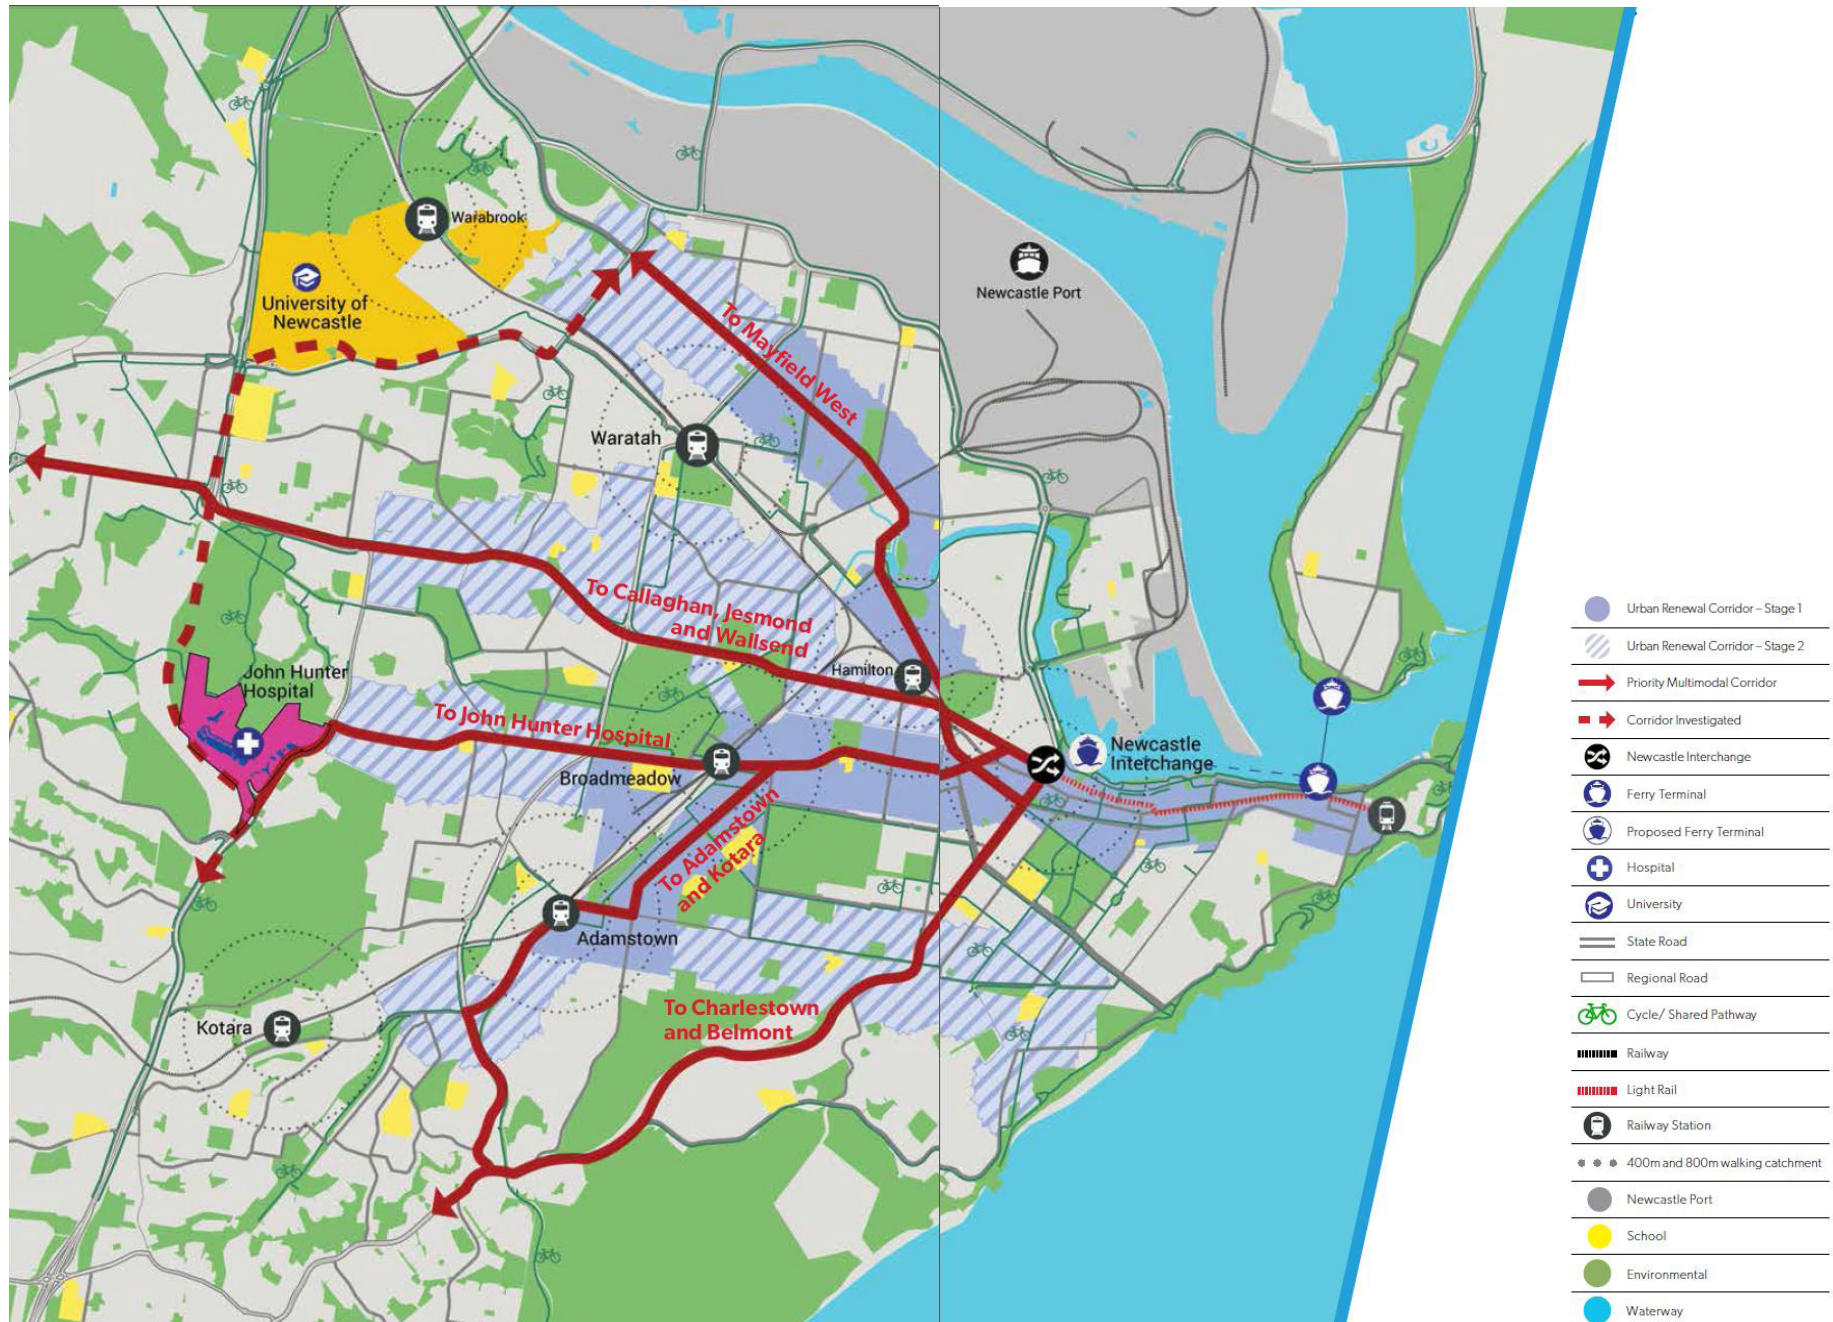 Warabrook
University of
Newcastle
Newcastle Port
To Mayfield West
Waratah
To Callaghan, Jesmond
and Wallsend
Hamilton
John Hunter
Hospital
To John Hunter Hospital
Broadmeadow
Newcastle
Interchange
To Adamstown
and Kotara
Adamstown
To Charlestown
and Belmont
Kotara
Urban Renewal Corridor – Stage 1
Urban Renewal Corridor – Stage 2
Priority Multimodal Corridor
Corridor Investigated
Newcastle Interchange
Ferry Terminal
Proposed Ferry Terminal
Hospital
University
State Road
Regional Road
Cycle/ Shared Pathway
Railway
Light Rail
Railway Station
400m and 800m walking catchment
Newcastle Port
School
Environmental
Waterway